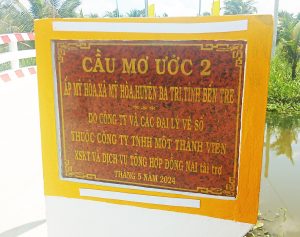 CẦU MƠ ƯỚC 2
ẤP MỸ HÒA, XÃ MỸ HÒA, HUYỆN BA TRI, TỈNH BẾN TRE
DO CÔNG TY VÀ CÁC ĐẠI LÝ VÉ SỐ
THUỘC CÔNG TY TNHH MỘT THÀNH VIÊN
XSKT VÀ DỊCH VỤ TỔNG HỢP ĐỒNG NAI tài trợ
THÁNG 5 NĂM 2024